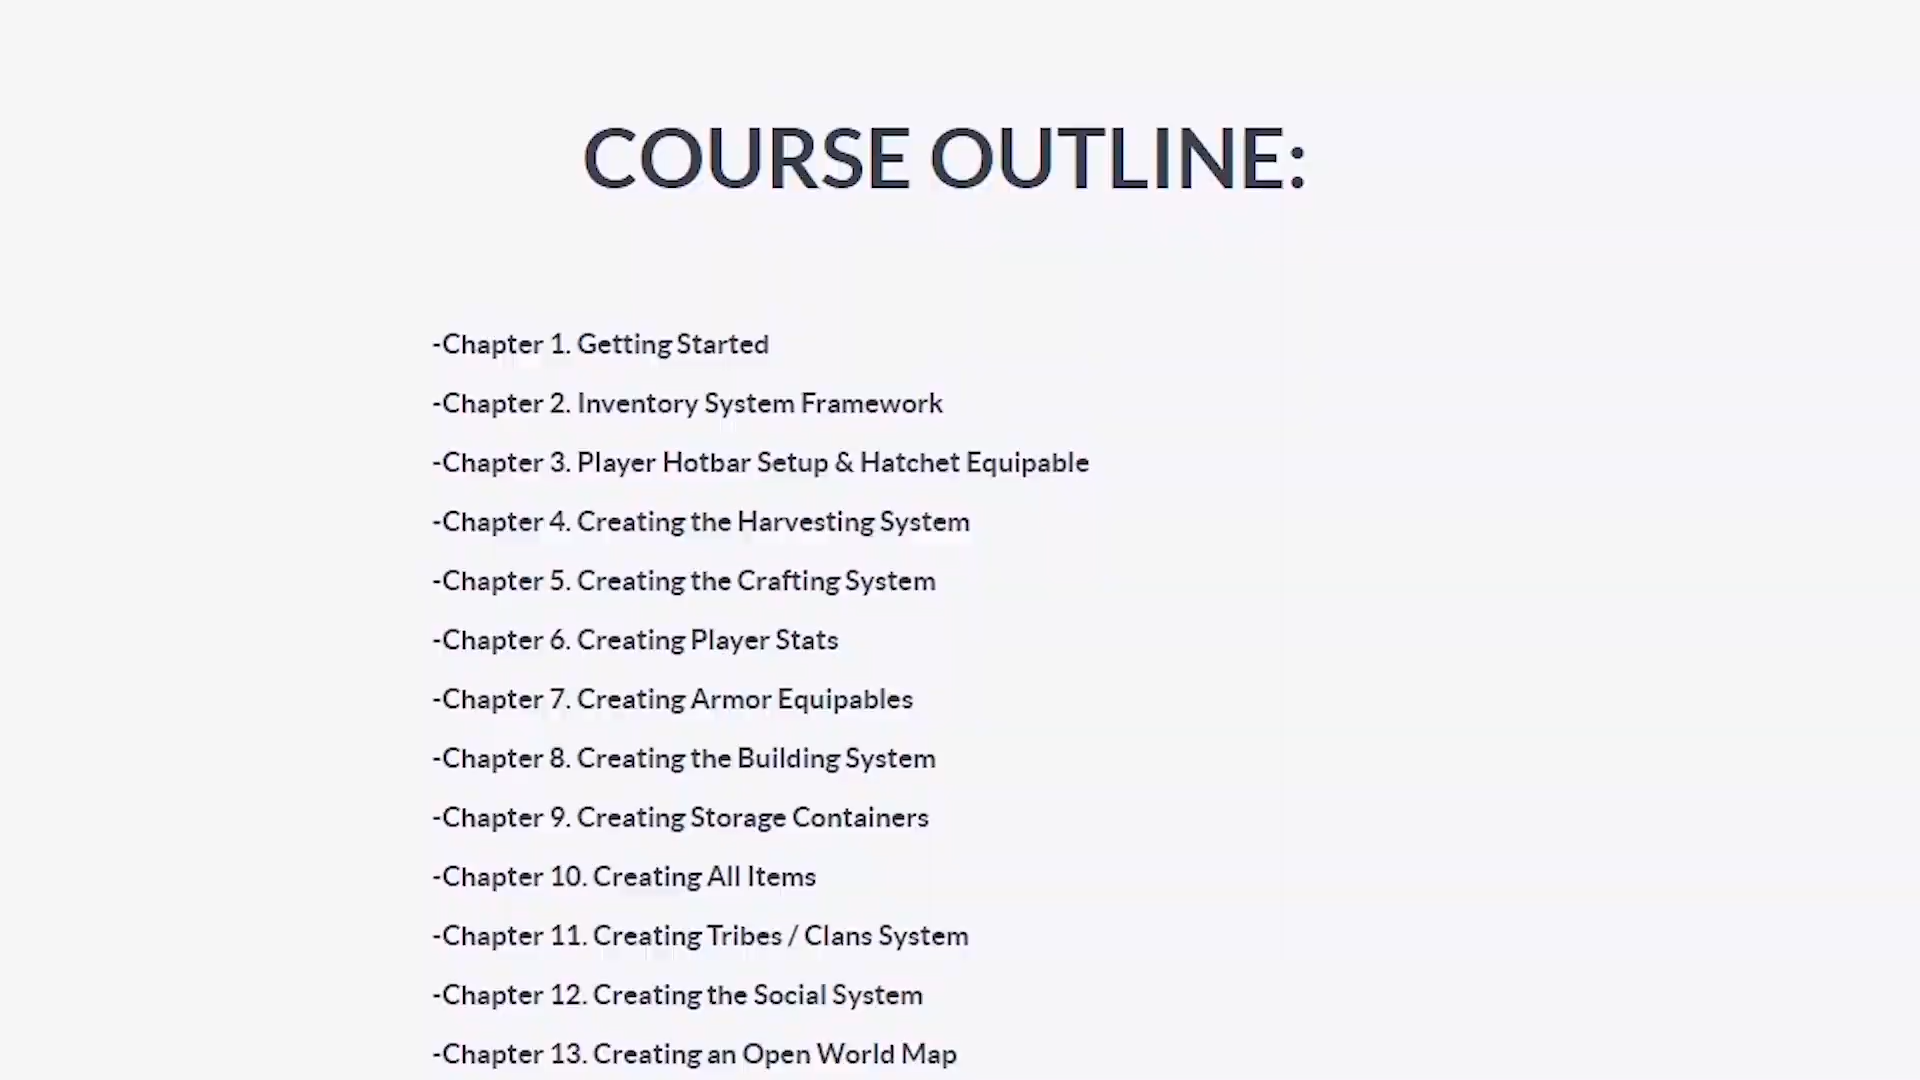 COURSE OUTLINE:
-Chapter 1. Getting Started
-Chapter 2. Inventory System Framework
-Chapter 3. Player Hotbar Setup & Hatchet Equipable
-Chapter 4. Creating the Harvesting System
-Chapter 5. Creating the Crafting System
-Chapter 6. Creating Player Stats
-Chapter 7. Creating Armor Equipables
-Chapter 8. Creating the Building System
-Chapter 9. Creating Storage Containers
-Chapter 10. Creating All Items
-Chapter 11. Creating Tribes / Clans System
-Chapter 12. Creating the Social System
-Chapter 13. Creating an Open World Map